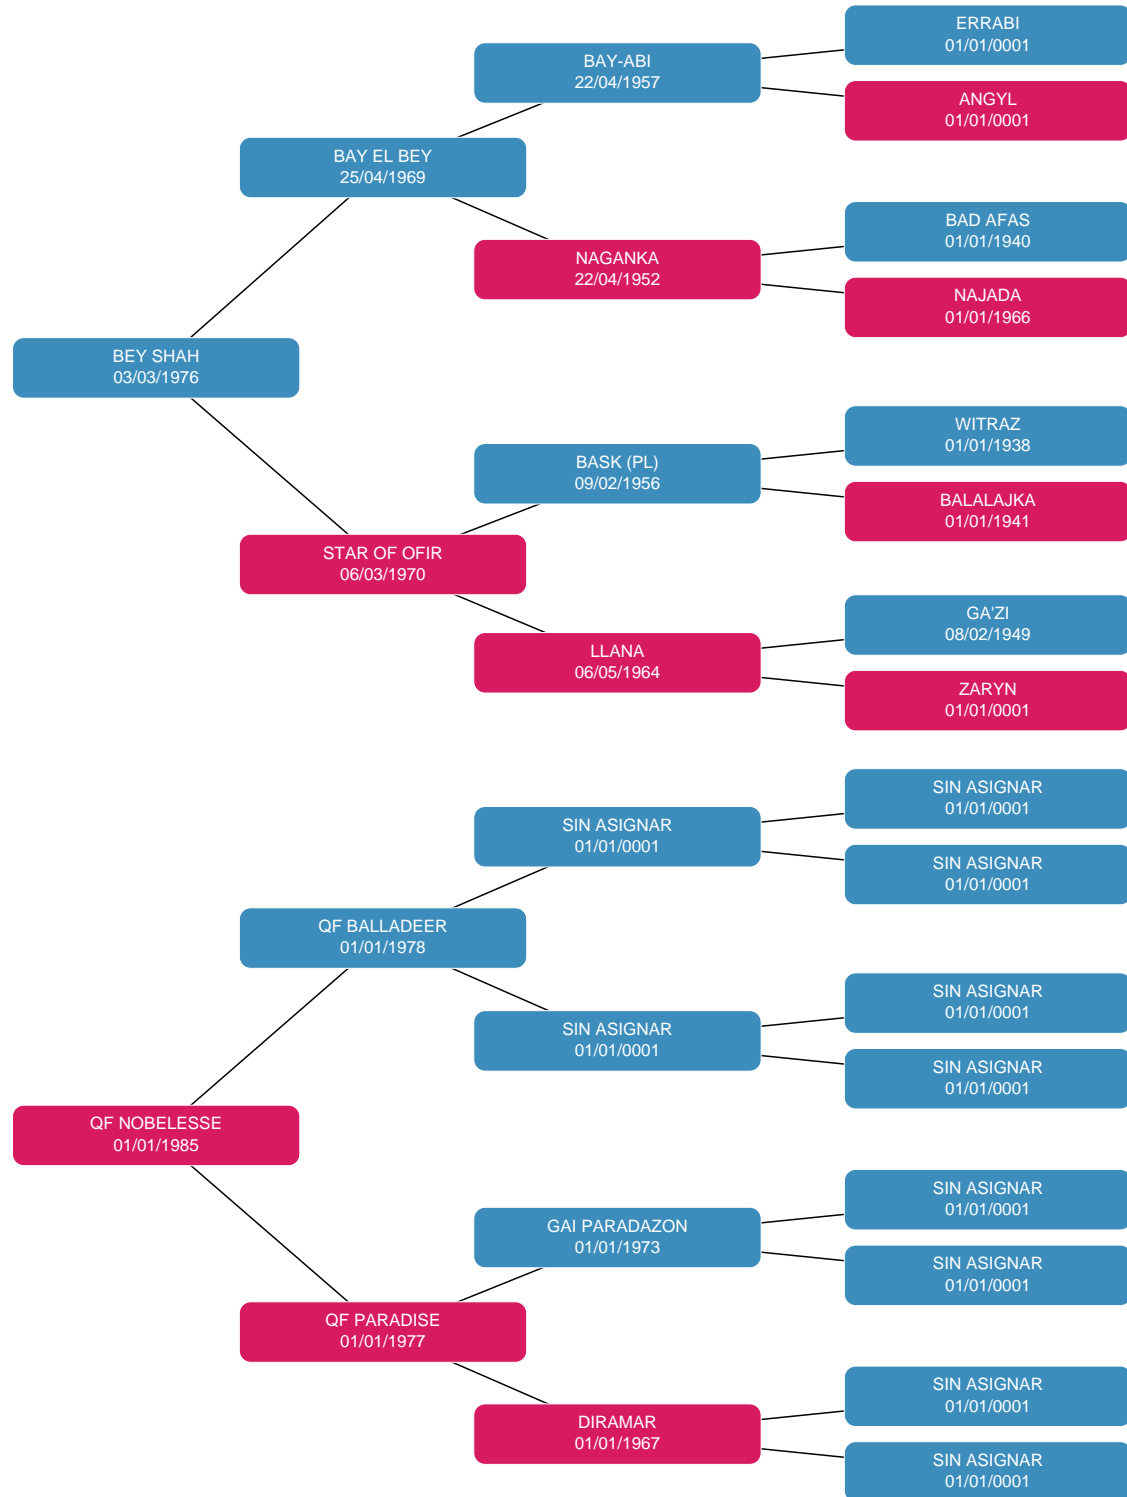 ERRABI
01/01/0001
BAY-ABI
22/04/1957
ANGYL
01/01/0001
BAY EL BEY
25/04/1969
BAD AFAS
01/01/1940
NAGANKA
22/04/1952
NAJADA
01/01/1966
BEY SHAH
03/03/1976
WITRAZ
01/01/1938
BASK (PL)
09/02/1956
BALALAJKA
01/01/1941
STAR OF OFIR
06/03/1970
GA'ZI
08/02/1949
LLANA
06/05/1964
ZARYN
01/01/0001
SIN ASIGNAR
01/01/0001
SIN ASIGNAR
01/01/0001
SIN ASIGNAR
01/01/0001
QF BALLADEER
01/01/1978
SIN ASIGNAR
01/01/0001
SIN ASIGNAR
01/01/0001
SIN ASIGNAR
01/01/0001
QF NOBELESSE
01/01/1985
SIN ASIGNAR
01/01/0001
GAI PARADAZON
01/01/1973
SIN ASIGNAR
01/01/0001
QF PARADISE
01/01/1977
SIN ASIGNAR
01/01/0001
DIRAMAR
01/01/1967
SIN ASIGNAR
01/01/0001